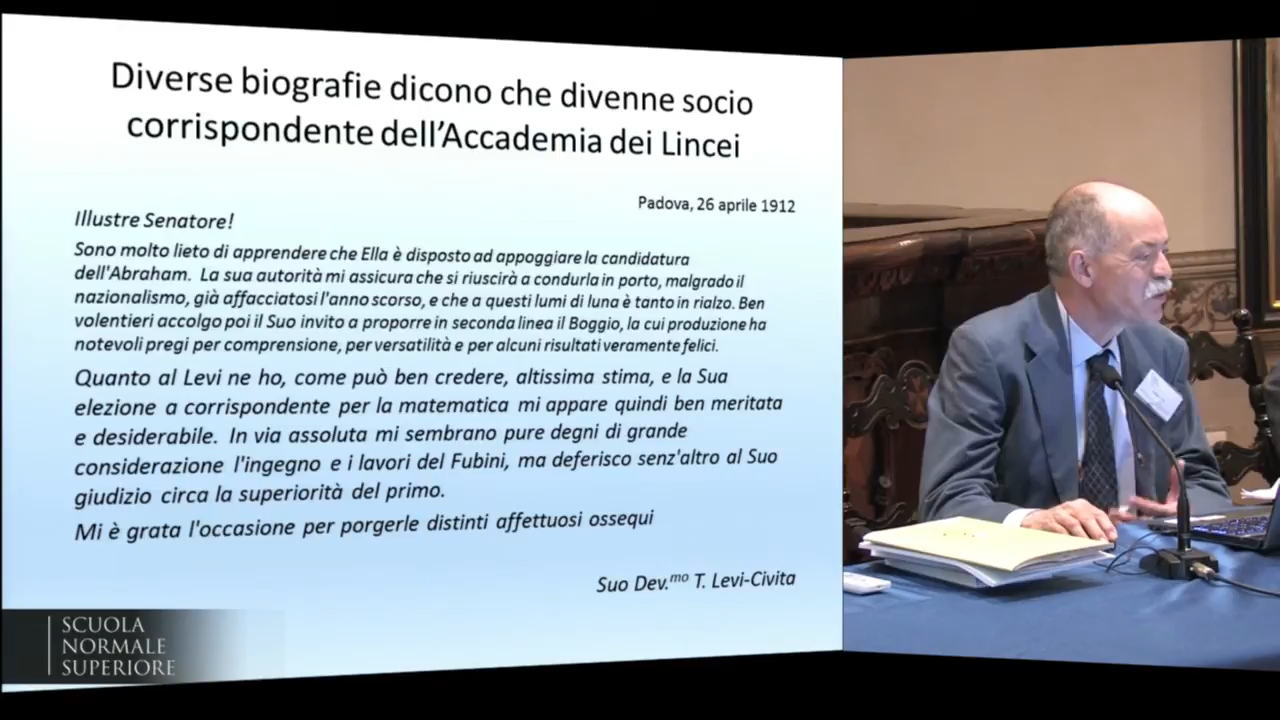 Diverse biografie dicono che divenne socio
corrispondente dell'Accademia dei Lincei
Padova, 26 aprile 1912
Illustre Senatore!
Sono molto lieto di apprendere che Ella è disposto ad appoggiare la candidatura
dell'Abraham. La sua autorità mi assicura che si riuscirà a condurla in porto, malgrado il
nazionalismo, già affacciatosi l'anno scorso, e che a questi lumi di luna è tanto in rialzo. Ben
volentieri accolgo poi il Suo invito a proporre in seconda linea il Boggio, la cui produzione ha
notevoli pregi per comprensione, per versatilità e per alcuni risultati veramente felici.
Quanto al Levi ne ho, come può ben credere, altissima stima, e la Sua
elezione a corrispondente per la matematica mi appare quindi ben meritata
e desiderabile. In via assoluta mi sembrano pure degni di grande
considerazione l'ingegno e i lavori del Fubini, ma deferisco senz'altro al Suo
giudizio circa la superiorità del primo.
Mi è grata l'occasione per porgerle distinti affettuosi ossequi
Suo Dev.mo T. Levi-Civita
SCUOLA
NORMALE
SUPERIORE